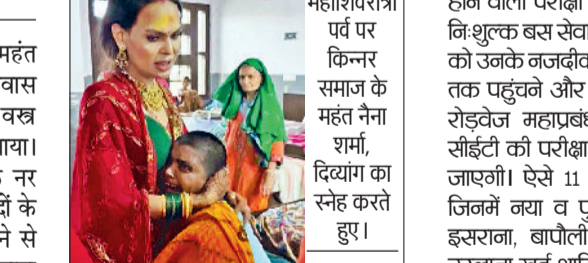 महंत
वास
वस्त्र
नर
के
से
महाशिवरात्री
पर्व पर
किन्नर
समाज के
महंत नैना
शर्मा,
दिव्यांग का
स्नेह करते
हुए।
होने वाली परीक्षा
निःशुल्क बस सेवा
को उनके नजदीक
तक पहुंचने और
रोडवेज महाप्रबंध
सीईटी की परीक्षा
जाएगी। ऐसे 11
जिनमें नया व
इसराना, बापौली